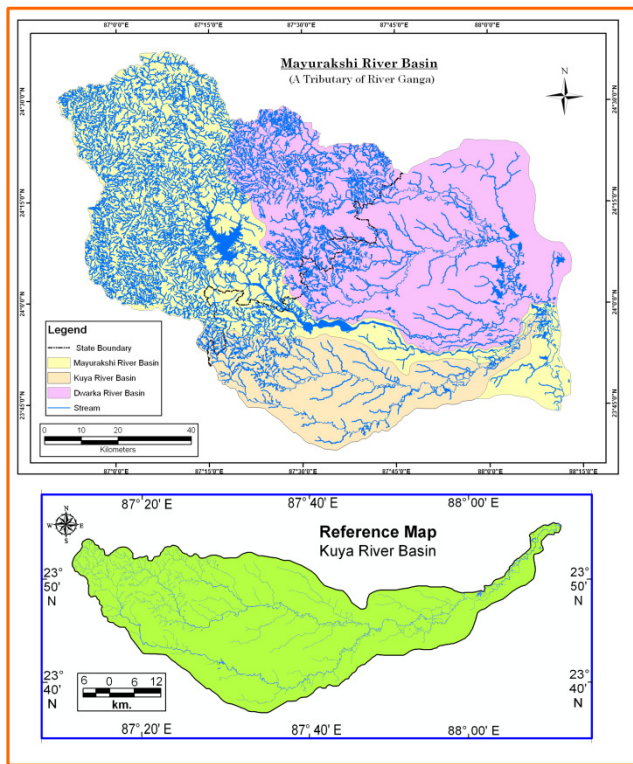 87°0'0"E 87°15'0"E 87°30'0"E 87°45'0"E 88°0'0"E
Mayurakshi River Basin
(A Tributary of River Ganga)
N
24°30'0"N
24°30'0"N
24°15'0"N
24°15'0"N
24°0'0"N
24°0'0"N
Legend
State Boundary
Mayurakshi River Basin
Kuya River Basin
Dwarka River Basin
Stream
23°45'0"N
23°45'0"N
0 10 20 40
Kilometers
87°0'0"E 87°15'0"E 87°30'0"E 87°45'0"E 88°0'0"E 88°15'0"E
87°20' E 87°40' E 88°00' E
N
W E
S
Reference Map
Kuya River Basin
23°
50'
N
23°
50'
N
23°
40'
N
23°
40'
N
6 0 6 12
km.
87°20' E 87°40' E 88°00' E